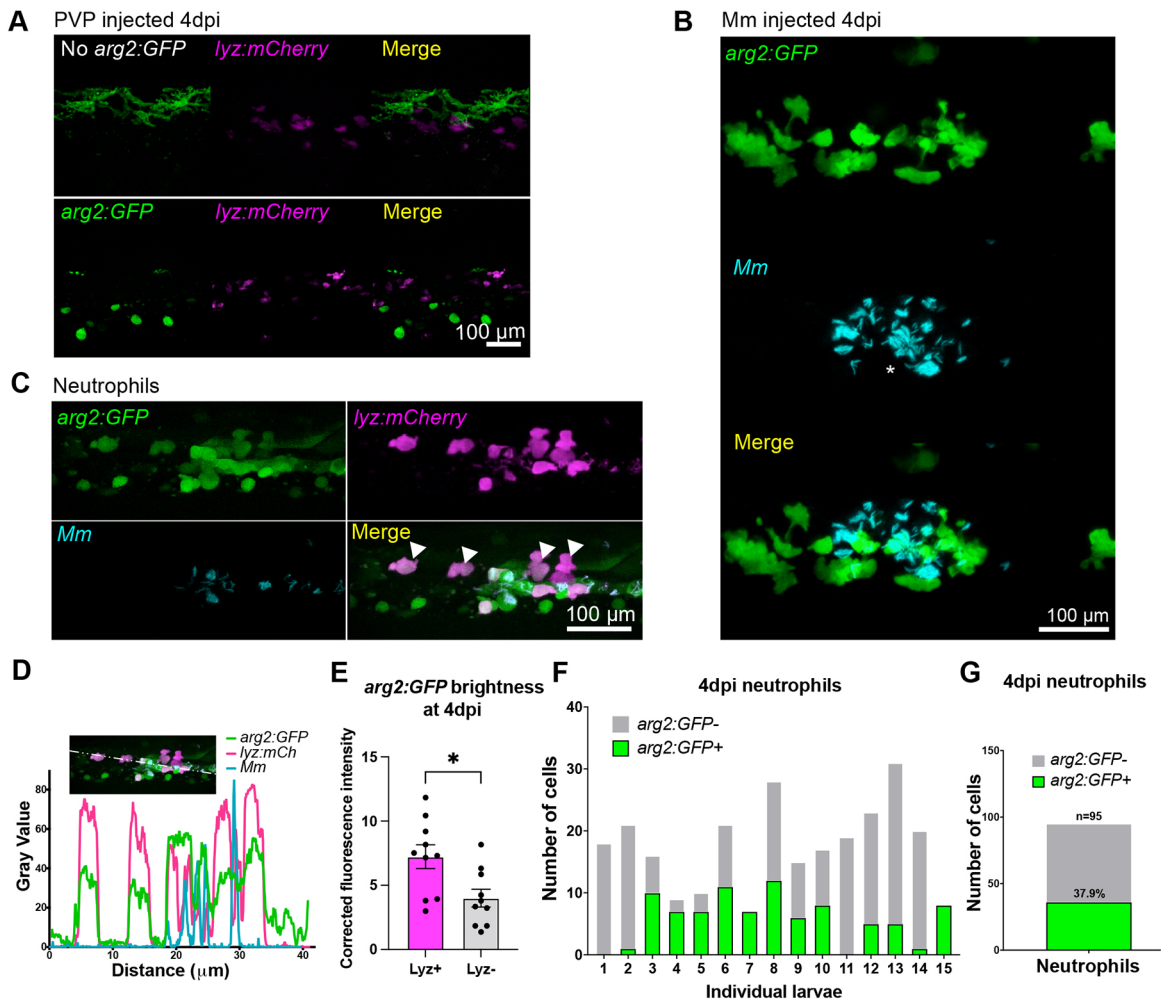 A
PVP injected 4dpi
No arg2:GFP
lyz:mCherry
Merge
arg2:GFP
lyz:mCherry
Merge
100 µm
B
Mm injected 4dpi
arg2:GFP
Mm
*
Merge
100 µm
C
Neutrophils
arg2:GFP
lyz:mCherry
Mm
Merge
100 µm
D
arg2:GFP
lyz:mCh
Mm
Gray Value
80
60
40
20
0
0
10
20
30
40
Distance (µm)
E
arg2:GFP brightness
at 4dpi
Corrected fluorescence intensity
15
10
5
0
*
Lyz+
Lyz-
F
4dpi neutrophils
arg2:GFP-
arg2:GFP+
Number of cells
40
30
20
10
0
1 2 3 4 5 6 7 8 9 10 11 12 13 14 15
Individual larvae
G
4dpi neutrophils
arg2:GFP-
arg2:GFP+
Number of cells
150
100
50
0
n=95
37.9%
Neutrophils